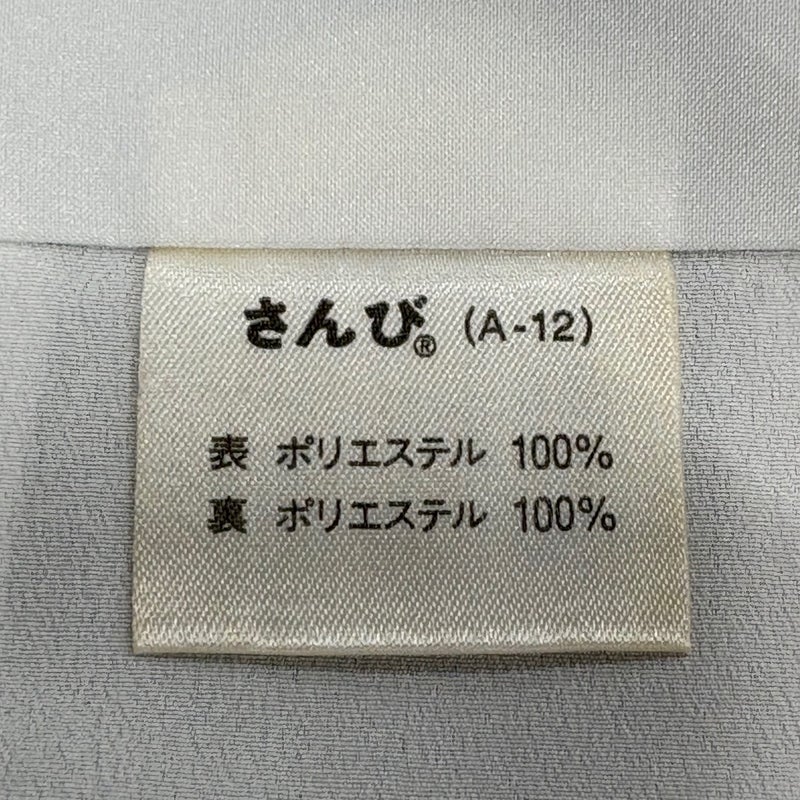 さんび® (A-12)
表 ポリエステル 100%
裏 ポリエステル 100%